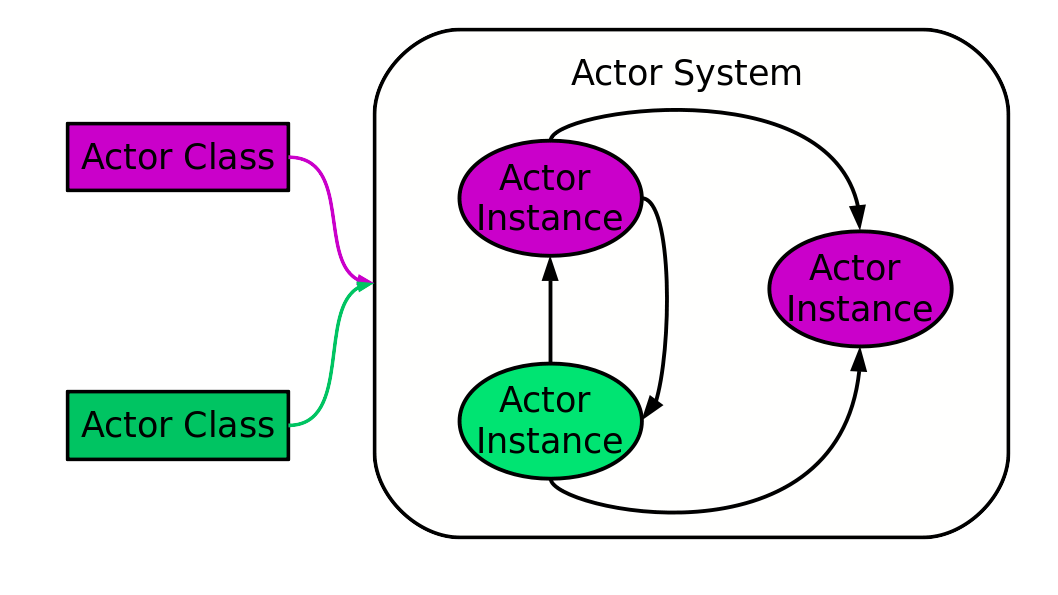 Actor System
Actor Class
Actor
Instance
Actor
Instance
Actor Class
Actor
Instance